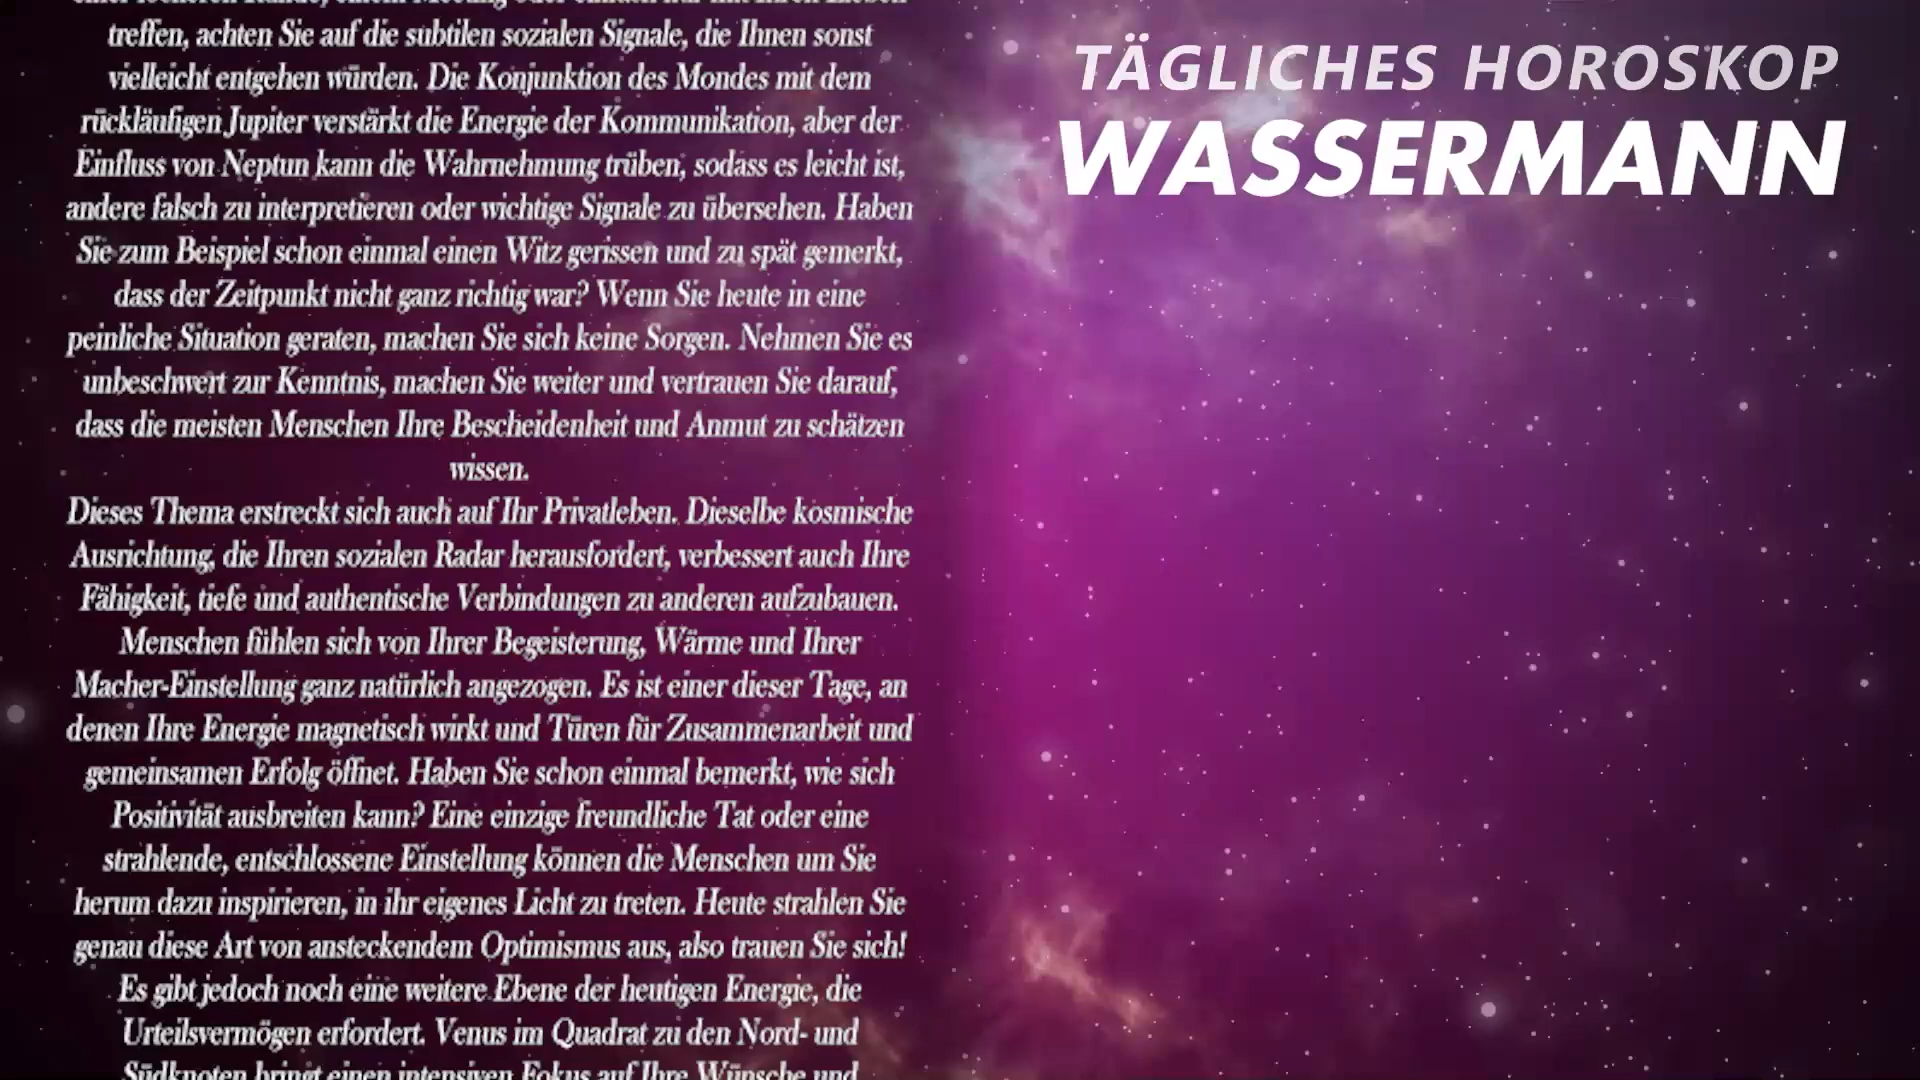 treffen, achten Sie auf die subtilen sozialen Signale, die Ihnen sonst
vielleicht entgehen würden. Die Konjunktion des Mondes mit dem
rückläufigen Jupiter verstärkt die Energie der Kommunikation, aber der
Einfluss von Neptun kann die Wahrnehmung trüben, sodass es leicht ist,
andere falsch zu interpretieren oder wichtige Signale zu übersehen. Haben
Sie zum Beispiel schon einmal einen Witz gerissen und zu spät gemerkt,
dass der Zeitpunkt nicht ganz richtig war? Wenn Sie heute in eine
peinliche Situation geraten, machen Sie sich keine Sorgen. Nehmen Sie es
unbeschwert zur Kenntnis, machen Sie weiter und vertrauen Sie darauf,
dass die meisten Menschen Ihre Bescheidenheit und Anmut zu schätzen
wissen.
Dieses Thema erstreckt sich auch auf Ihr Privatleben. Dieselbe kosmische
Ausrichtung, die Ihren sozialen Radar herausfordert, verbessert auch Ihre
Fähigkeit, tiefe und authentische Verbindungen zu anderen aufzubauen.
Menschen fühlen sich von Ihrer Begeisterung, Wärme und Ihrer
Macher-Einstellung ganz natürlich angezogen. Es ist einer dieser Tage, an
denen Ihre Energie magnetisch wirkt und Türen für Zusammenarbeit und
gemeinsamen Erfolg öffnet. Haben Sie schon einmal bemerkt, wie sich
Positivität ausbreiten kann? Eine einzige freundliche Tat oder eine
strahlende, entschlossene Einstellung können die Menschen um Sie
herum dazu inspirieren, in ihr eigenes Licht zu treten. Heute strahlen Sie
genau diese Art von ansteckendem Optimismus aus, also trauen Sie sich!
Es gibt jedoch noch eine weitere Ebene der heutigen Energie, die
Urteilsvermögen erfordert. Venus im Quadrat zu den Nord- und
Südknoten bringt einen intensiven Fokus auf Ihre Wünsche und
TÄGLICHES HOROSKOP
WASSERMANN